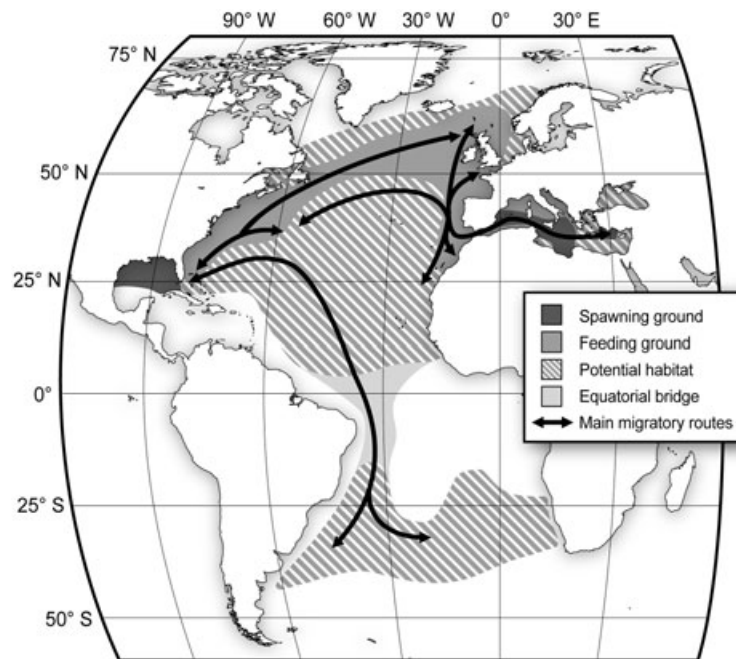 90° W 60° W 30° W 0° 30° E
75° N
50° N
25° N
0°
25° S
50° S
Spawning ground
Feeding ground
Potential habitat
Equatorial bridge
Main migratory routes